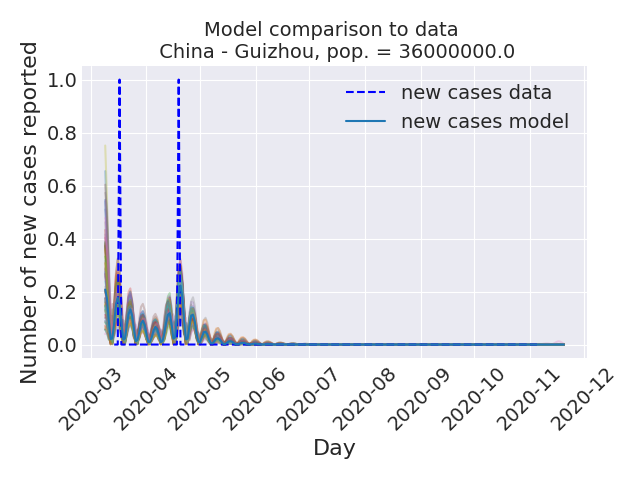 Model comparison to data
China - Guizhou, pop. = 36000000.0
Number of new cases reported
1.0
0.8
0.6
0.4
0.2
0.0
new cases data
new cases model
2020-03
2020-04
2020-05
2020-06
2020-07
2020-08
2020-09
2020-10
2020-11
2020-12
Day